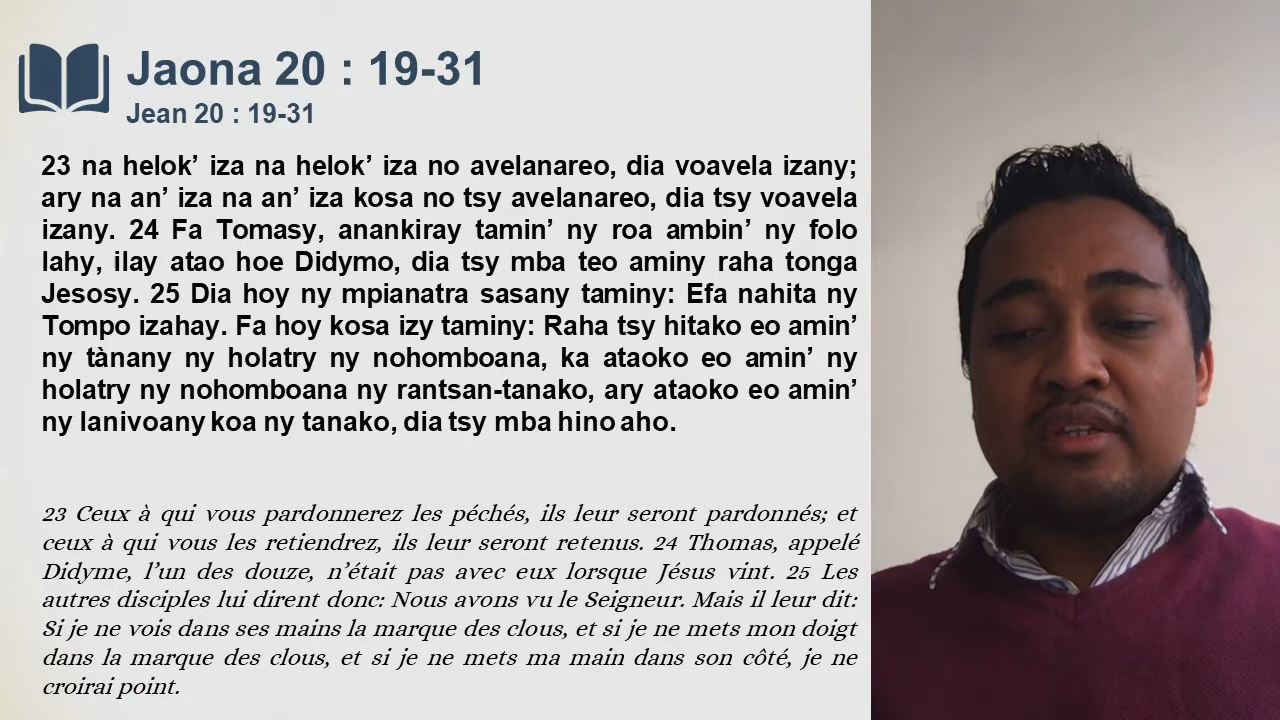 Jaona 20 : 19-31
Jean 20 : 19-31
23 na helok’ iza na helok’ iza no avelanareo, dia voavela izany;
ary na an’ iza na an’ iza kosa no tsy avelanareo, dia tsy voavela
izany. 24 Fa Tomasy, anankiray tamin’ ny roa ambin’ ny folo
lahy, ilay atao hoe Didymo, dia tsy mba teo aminy raha tonga
Jesosy. 25 Dia hoy ny mpianatra sasany taminy: Efa nahita ny
Tompo izahay. Fa hoy kosa izy taminy: Raha tsy hitako eo amin’
ny tànany ny holatry ny nohomboana, ka ataoko eo amin’ ny
holatry ny nohomboana ny rantsan-tanako, ary ataoko eo amin’
ny lanivoany koa ny tanako, dia tsy mba hino aho.
23 Ceux à qui vous pardonnerez les péchés, ils leur seront pardonnés; et
ceux à qui vous les retiendrez, ils leur seront retenus. 24 Thomas, appelé
Didyme, l’un des douze, n’était pas avec eux lorsque Jésus vint. 25 Les
autres disciples lui dirent donc: Nous avons vu le Seigneur. Mais il leur dit:
Si je ne vois dans ses mains la marque des clous, et si je ne mets mon doigt
dans la marque des clous, et si je ne mets ma main dans son côté, je ne
croirai point.